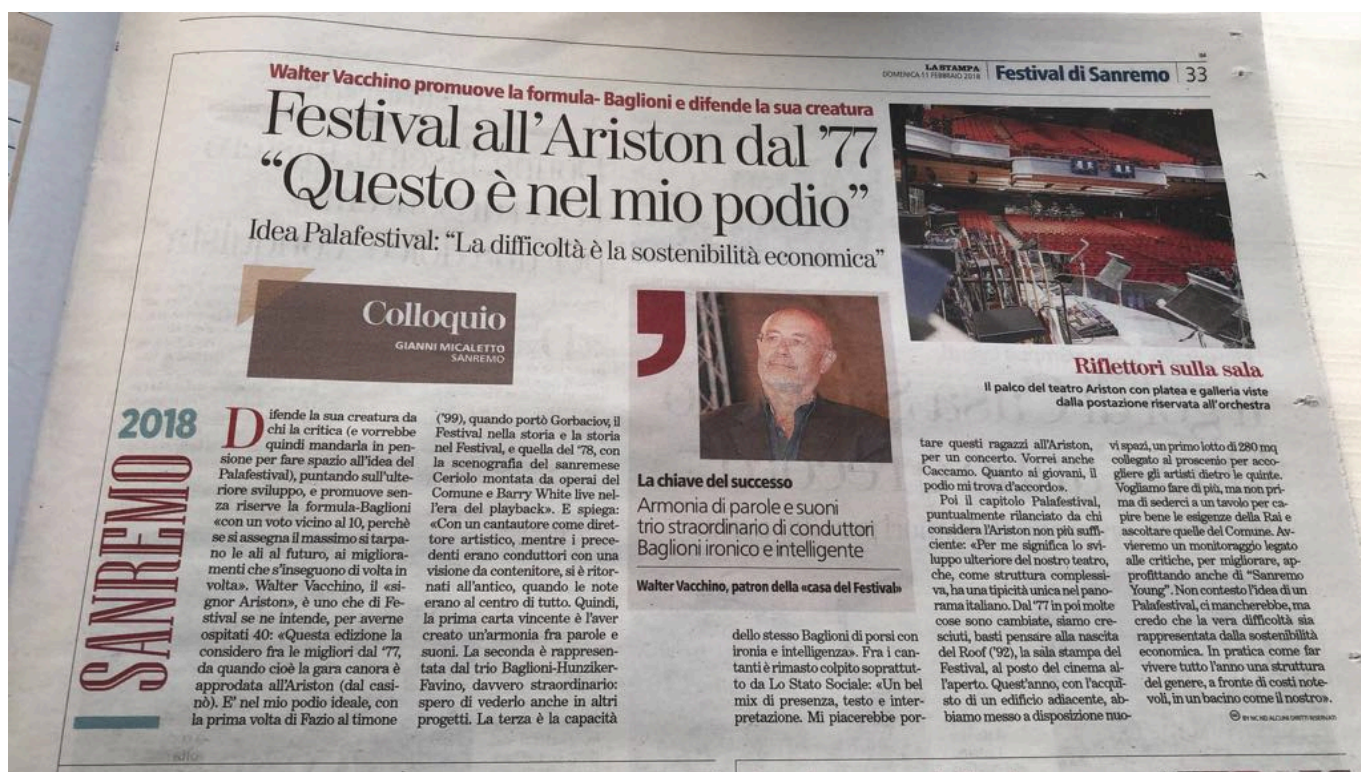 LA STAMPA
DOMENICA 11 FEBBRAIO 2018
Festival di Sanremo
33
Walter Vacchino promuove la formula- Baglioni e difende la sua creatura
Festival all'Ariston dal '77
“Questo è nel mio podio”
Idea Palafestival: “La difficoltà è la sostenibilità economica”
Colloquio
GIANNI MICALETTO
SANREMO
2018
SANREMO
Difende la sua creatura da
chi la critica (e vorrebbe
quindi mandarla in pen-
sione per fare spazio all'idea del
Palafestival), puntando sull'ulte-
riore sviluppo, e promuove sen-
za riserve la formula-Baglioni
«con un voto vicino al 10, perchè
se si assegna il massimo si tarpa-
no le ali al futuro, ai migliora-
menti che s'inseguono di volta in
volta». Walter Vacchino, il «si-
gnor Ariston», è uno che di Fe-
stival se ne intende, per averne
ospitati 40: «Questa edizione la
considero fra le migliori dal '77,
da quando cioè la gara canora è
approdata all'Ariston (dal casi-
nò). E' nel mio podio ideale, con
la prima volta di Fazio al timone
('99), quando portò Gorbaciov, il
Festival nella storia e la storia
nel Festival, e quella del '78, con
la scenografia del sanremese
Ceriolo montata da operai del
Comune e Barry White live nel-
l'era del playback». E spiega:
«Con un cantautore come diret-
tore artistico, mentre i prece-
denti erano conduttori con una
visione da contenitore, si è ritor-
nati all'antico, quando le note
erano al centro di tutto. Quindi,
la prima carta vincente è l'aver
creato un'armonia fra parole e
suoni. La seconda è rappresen-
tata dal trio Baglioni-Hunziker-
Favino, davvero straordinario:
spero di vederlo anche in altri
progetti. La terza è la capacità
La chiave del successo
Armonia di parole e suoni
trio straordinario di conduttori
Baglioni ironico e intelligente
Walter Vacchino, patron della «casa del Festival»
dello stesso Baglioni di porsi con
ironia e intelligenza». Fra i can-
tanti è rimasto colpito soprattut-
to da Lo Stato Sociale: «Un bel
mix di presenza, testo e inter-
pretazione. Mi piacerebbe por-
Riflettori sulla sala
Il palco del teatro Ariston con platea e galleria viste
dalla postazione riservata all'orchestra
tare questi ragazzi all'Ariston,
per un concerto. Vorrei anche
Caccamo. Quanto ai giovani, il
podio mi trova d'accordo».
Poi il capitolo Palafestival,
puntualmente rilanciato da chi
considera l'Ariston non più suffi-
ciente: «Per me significa lo svi-
luppo ulteriore del nostro teatro,
che, come struttura complessi-
va, ha una tipicità unica nel pano-
rama italiano. Dal '77 in poi molte
cose sono cambiate, siamo cre-
sciuti, basti pensare alla nascita
del Roof ('92), la sala stampa del
Festival, al posto del cinema al-
l'aperto. Quest'anno, con l'acqui-
sto di un edificio adiacente, ab-
biamo messo a disposizione nuo-
vi spazi, un primo lotto di 280 mq
collegato al proscenio per acco-
gliere gli artisti dietro le quinte.
Vogliamo fare di più, ma non pri-
ma di sederci a un tavolo per ca-
pire bene le esigenze della Rai e
ascoltare quelle del Comune. Av-
vieremo un monitoraggio legato
alle critiche, per migliorare, ap-
profittando anche di “Sanremo
Young”. Non contesto l'idea di un
Palafestival, ci mancherebbe, ma
credo che la vera difficoltà sia
rappresentata dalla sostenibilità
economica. In pratica come far
vivere tutto l'anno una struttura
del genere, a fronte di costi note-
voli, in un bacino come il nostro».
BY NC ND ALCUNI DIRITTI RISERVATI